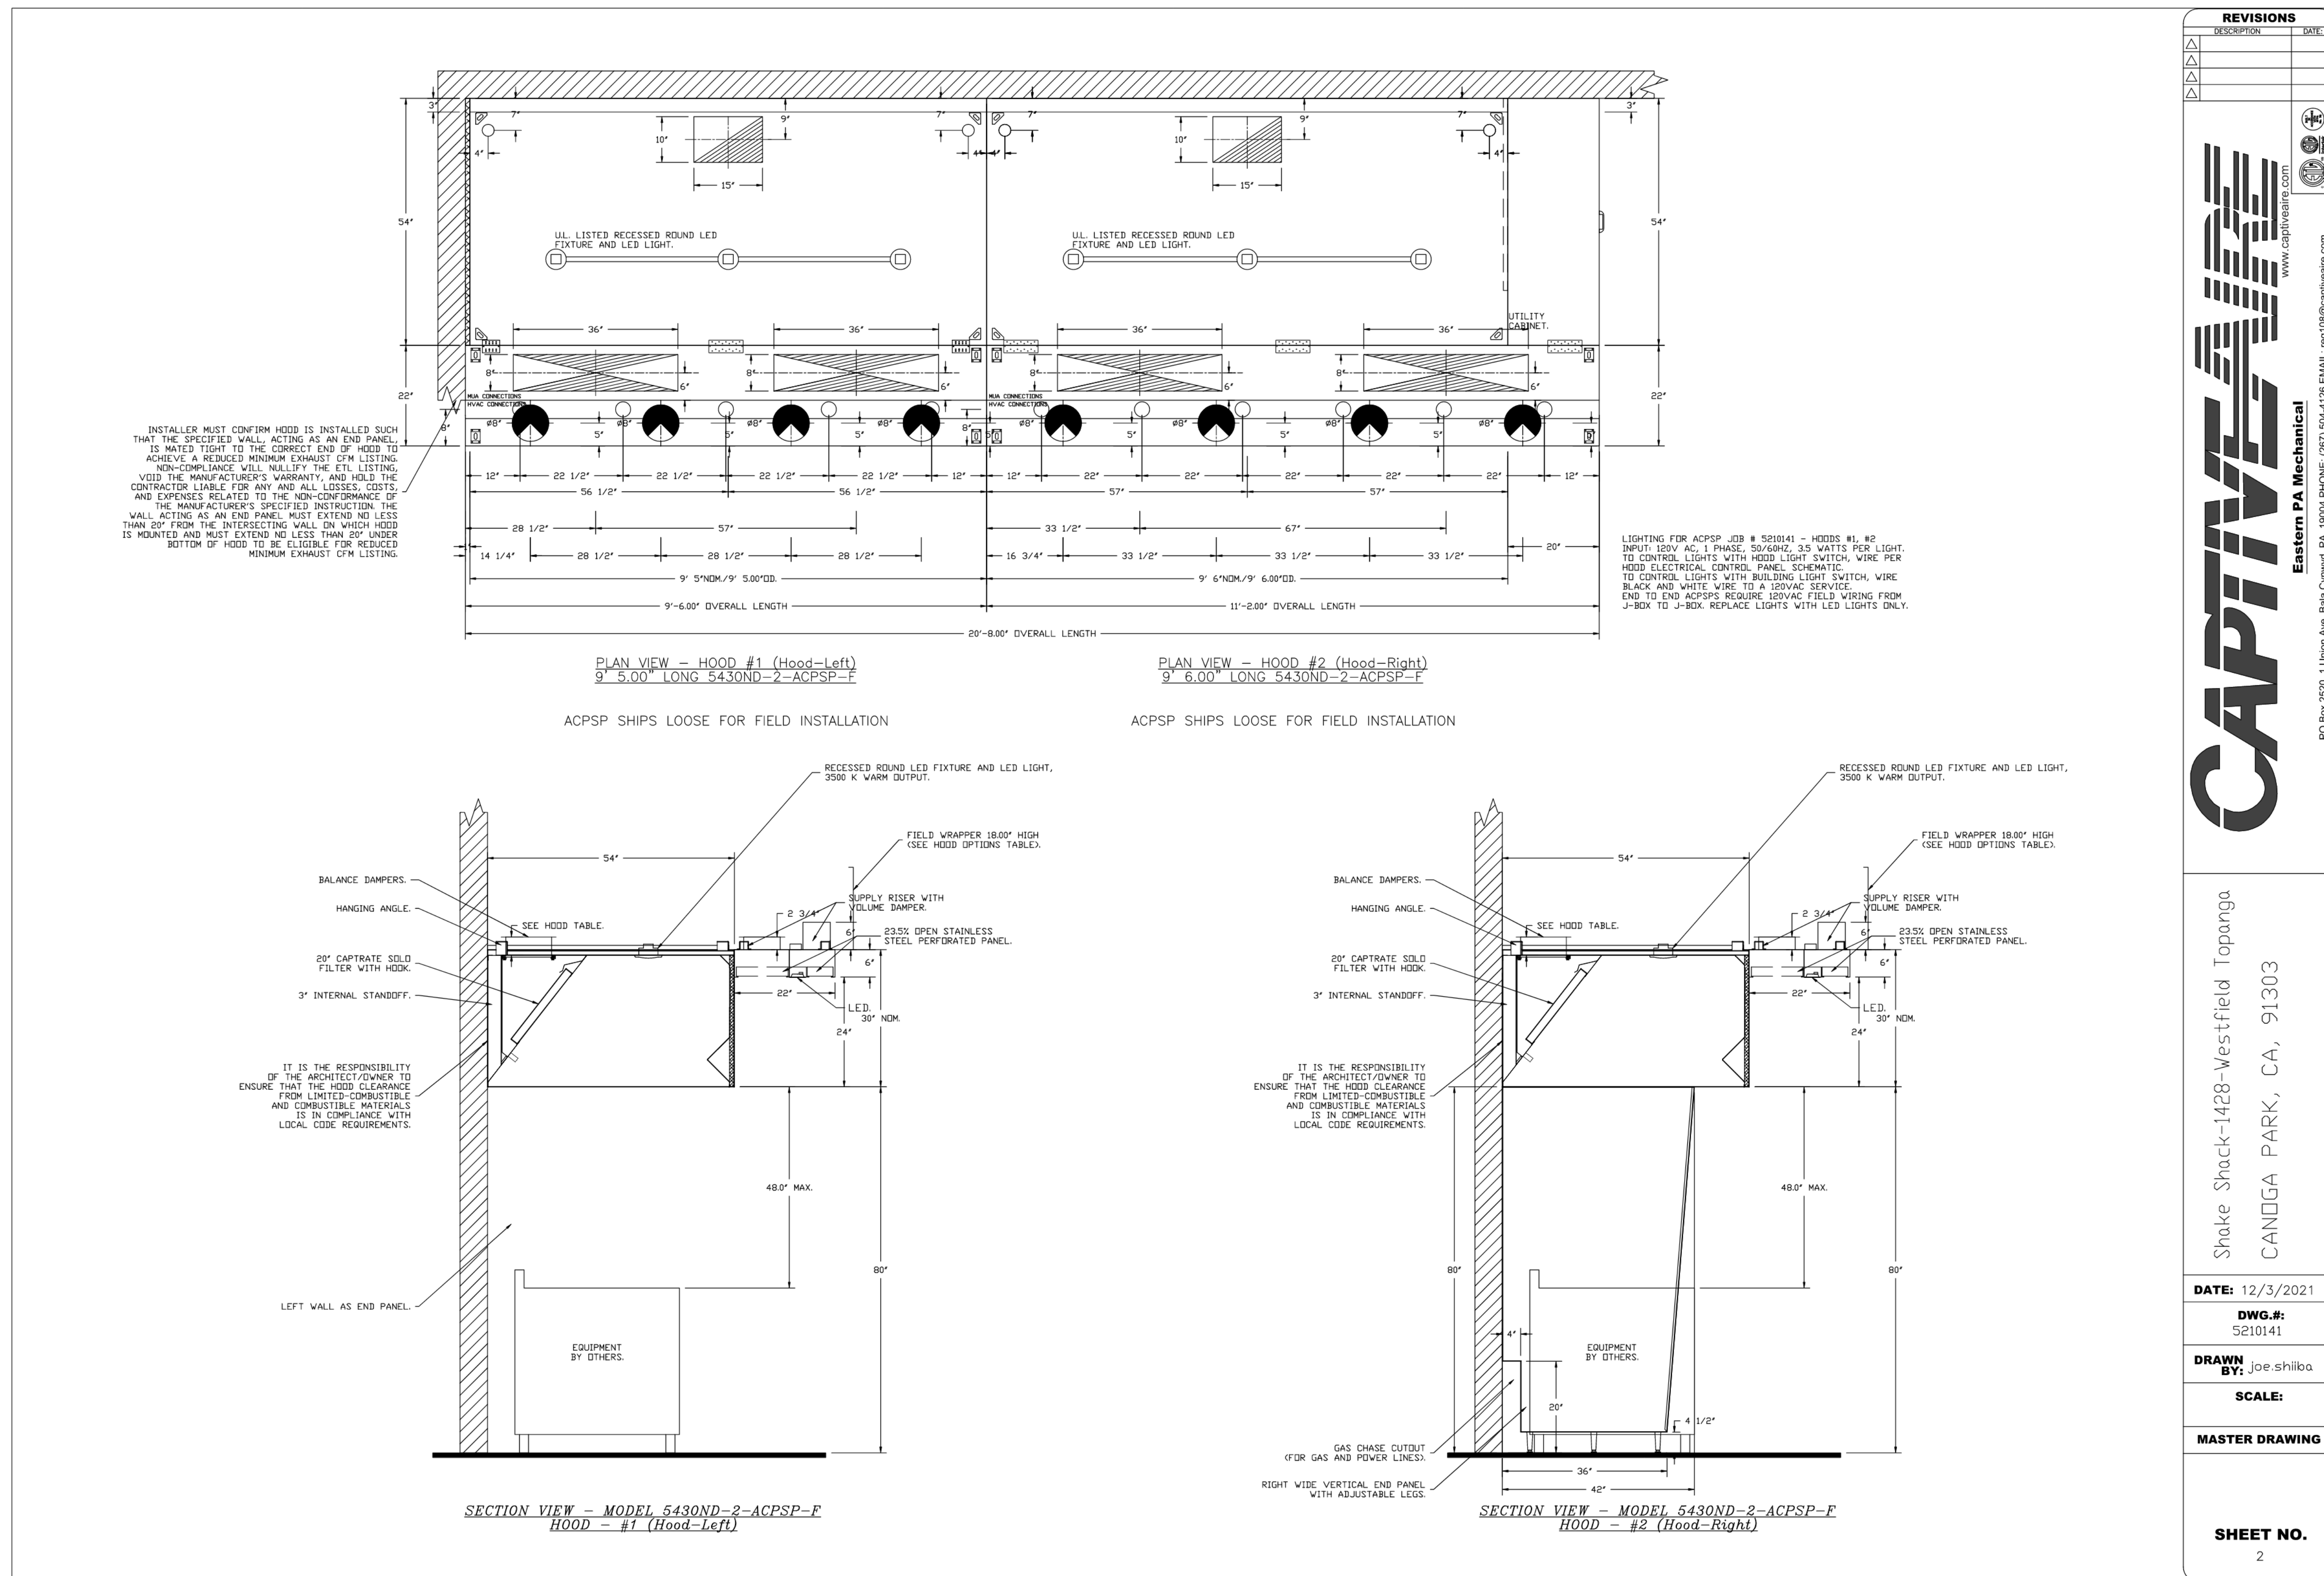 3"
7"
10"
9"
15"
4"
7"
4"
4"
7"
10"
9"
15"
7"
4"
3"
54"
54"
U.L. LISTED RECESSED ROUND LED
FIXTURE AND LED LIGHT.
U.L. LISTED RECESSED ROUND LED
FIXTURE AND LED LIGHT.
36"
36"
36"
36"
UTILITY
CABINET.
8"
6"
8"
6"
8"
6"
8"
6"
22"
22"
MUA CONNECTIONS
HVAC CONNECTIONS
MUA CONNECTIONS
HVAC CONNECTIONS
8"
ø8"
5"
ø8"
5"
ø8"
5"
ø8"
8"
ø8"
5"
ø8"
5"
ø8"
5"
ø8"
INSTALLER MUST CONFIRM HOOD IS INSTALLED SUCH
THAT THE SPECIFIED WALL, ACTING AS AN END PANEL,
IS MATED TIGHT TO THE CORRECT END OF HOOD TO
ACHIEVE A REDUCED MINIMUM EXHAUST CFM LISTING.
NON-COMPLIANCE WILL NULLIFY THE ETL LISTING,
VOID THE MANUFACTURER'S WARRANTY, AND HOLD THE
CONTRACTOR LIABLE FOR ANY AND ALL LOSSES, COSTS,
AND EXPENSES RELATED TO THE NON-CONFORMANCE OF
THE MANUFACTURER'S SPECIFIED INSTRUCTION. THE
WALL ACTING AS AN END PANEL MUST EXTEND NO LESS
THAN 20" FROM THE INTERSECTING WALL ON WHICH HOOD
IS MOUNTED AND MUST EXTEND NO LESS THAN 20" UNDER
BOTTOM OF HOOD TO BE ELIGIBLE FOR REDUCED
MINIMUM EXHAUST CFM LISTING.
12" 22 1/2" 22 1/2" 22 1/2" 22 1/2" 12" 12" 22" 22" 22" 22" 22" 12"
56 1/2" 56 1/2" 57" 57"
28 1/2" 57" 33 1/2" 67"
14 1/4" 28 1/2" 28 1/2" 28 1/2" 16 3/4" 33 1/2" 33 1/2" 33 1/2" 20"
9' 5"NOM./9' 5.00"OD. 9' 6"NOM./9' 6.00"OD.
9'-6.00" OVERALL LENGTH 11'-2.00" OVERALL LENGTH
20'-8.00" OVERALL LENGTH
LIGHTING FOR ACPSP JOB # 5210141 - HOODS #1, #2
INPUT: 120V AC, 1 PHASE, 50/60HZ, 3.5 WATTS PER LIGHT.
TO CONTROL LIGHTS WITH HOOD LIGHT SWITCH, WIRE PER
HOOD ELECTRICAL CONTROL PANEL SCHEMATIC.
TO CONTROL LIGHTS WITH BUILDING LIGHT SWITCH, WIRE
BLACK AND WHITE WIRE TO A 120VAC SERVICE.
END TO END ACPSPS REQUIRE 120VAC FIELD WIRING FROM
J-BOX TO J-BOX. REPLACE LIGHTS WITH LED LIGHTS ONLY.
PLAN VIEW - HOOD #1 (Hood-Left)
9' 5.00" LONG 5430ND-2-ACPSP-F
ACPSP SHIPS LOOSE FOR FIELD INSTALLATION
PLAN VIEW - HOOD #2 (Hood-Right)
9' 6.00" LONG 5430ND-2-ACPSP-F
ACPSP SHIPS LOOSE FOR FIELD INSTALLATION
RECESSED ROUND LED FIXTURE AND LED LIGHT,
3500 K WARM OUTPUT.
FIELD WRAPPER 18.00" HIGH
(SEE HOOD OPTIONS TABLE).
54"
BALANCE DAMPERS.
HANGING ANGLE.
SEE HOOD TABLE.
2 3/4"
SUPPLY RISER WITH
VOLUME DAMPER.
6"
23.5% OPEN STAINLESS
STEEL PERFORATED PANEL.
6"
20" CAPTRATE SOLO
FILTER WITH HOOK.
3" INTERNAL STANDOFF.
22"
LED.
30" NOM.
24"
IT IS THE RESPONSIBILITY
OF THE ARCHITECT/OWNER TO
ENSURE THAT THE HOOD CLEARANCE
FROM LIMITED-COMBUSTIBLE
AND COMBUSTIBLE MATERIALS
IS IN COMPLIANCE WITH
LOCAL CODE REQUIREMENTS.
48.0" MAX.
80"
LEFT WALL AS END PANEL.
EQUIPMENT
BY OTHERS.
SECTION VIEW - MODEL 5430ND-2-ACPSP-F
HOOD - #1 (Hood-Left)
RECESSED ROUND LED FIXTURE AND LED LIGHT,
3500 K WARM OUTPUT.
FIELD WRAPPER 18.00" HIGH
(SEE HOOD OPTIONS TABLE).
54"
BALANCE DAMPERS.
HANGING ANGLE.
SEE HOOD TABLE.
2 3/4"
SUPPLY RISER WITH
VOLUME DAMPER.
6"
23.5% OPEN STAINLESS
STEEL PERFORATED PANEL.
6"
20" CAPTRATE SOLO
FILTER WITH HOOK.
3" INTERNAL STANDOFF.
22"
LED.
30" NOM.
24"
IT IS THE RESPONSIBILITY
OF THE ARCHITECT/OWNER TO
ENSURE THAT THE HOOD CLEARANCE
FROM LIMITED-COMBUSTIBLE
AND COMBUSTIBLE MATERIALS
IS IN COMPLIANCE WITH
LOCAL CODE REQUIREMENTS.
48.0" MAX.
80"
80"
4"
EQUIPMENT
BY OTHERS.
20"
4 1/2"
GAS CHASE CUTOUT
(FOR GAS AND POWER LINES).
36"
RIGHT WIDE VERTICAL END PANEL
WITH ADJUSTABLE LEGS.
42"
SECTION VIEW - MODEL 5430ND-2-ACPSP-F
HOOD - #2 (Hood-Right)
REVISIONS
DESCRIPTION DATE:
CAPTIVEAIRE
www.captiveaire.com
Eastern PA Mechanical
Shake Shack-1428-Westfield Topanga
CANOGA PARK, CA, 91303
DATE: 12/3/2021
DWG.#:
5210141
DRAWN
BY: joe.shiiba
SCALE:
MASTER DRAWING
SHEET NO.
2